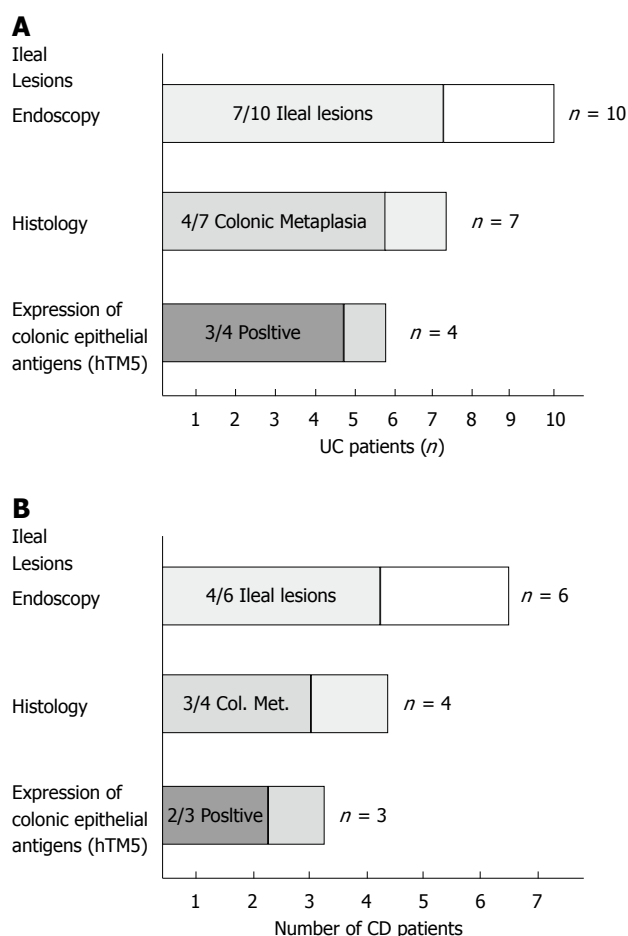 A
Ileal
Lesions
Endoscopy
7/10 Ileal lesions
n = 10
Histology
4/7 Colonic Metaplasia
n = 7
Expression of
colonic epithelial
antigens (hTM5)
3/4 Posltive
n = 4
1 2 3 4 5 6 7 8 9 10
UC patients (n)
B
Ileal
Lesions
Endoscopy
4/6 Ileal lesions
n = 6
Histology
3/4 Col. Met.
n = 4
Expression of
colonic epithelial
antigens (hTM5)
2/3 Posltive
n = 3
1 2 3 4 5 6 7
Number of CD patients